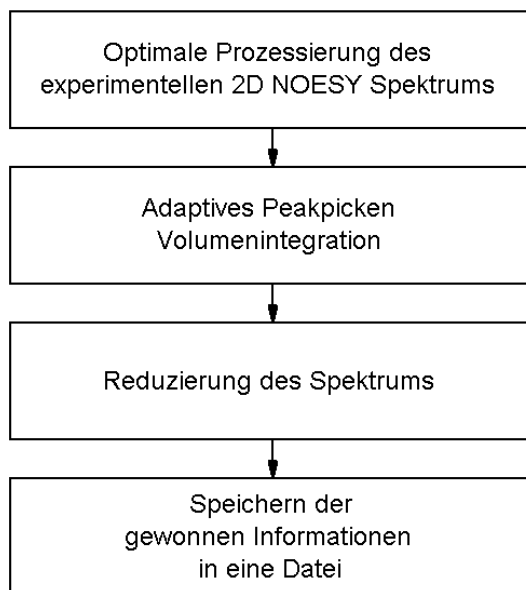 Optimale Prozessierung des
experimentellen 2D NOESY Spektrums
Adaptives Peakpicken
Volumenintegration
Reduzierung des Spektrums
Speichern der
gewonnen Informationen
in eine Datei